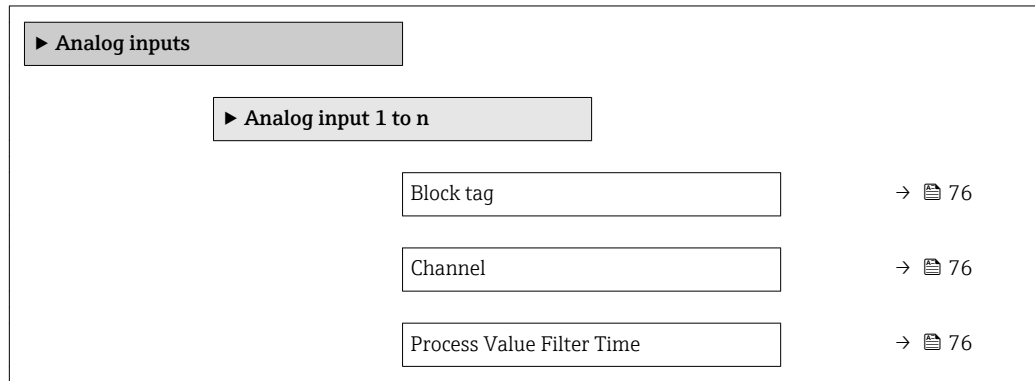 ▶ Analog inputs
▶ Analog input 1 to n
Block tag → 76
Channel → 76
Process Value Filter Time → 76